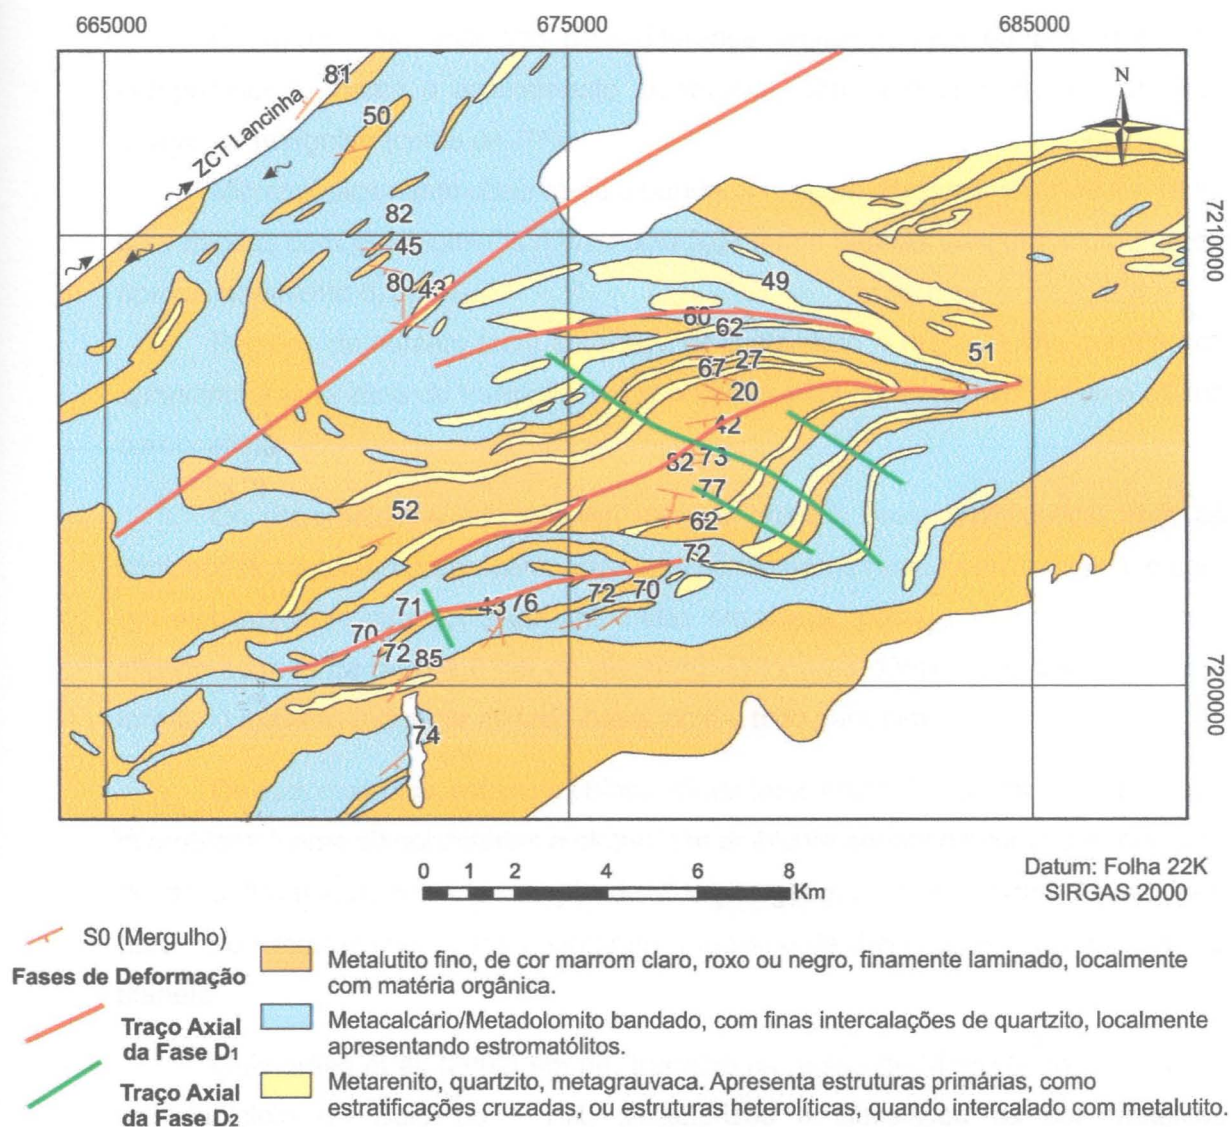 665000 675000 685000
N
81
ZCT Lancinha
50
82
45
80 43
7210000
49
60
62
51
67 27
20
42
82 73
77
52
62
72
71 43 76 72 70
70
72 85
7200000
74
0 1 2 4 6 8
Km
Datum: Folha 22K
SIRGAS 2000
S0 (Mergulho)
Fases de Deformação
Traço Axial
da Fase D1
Traço Axial
da Fase D2
Metalutito fino, de cor marrom claro, roxo ou negro, finamente laminado, localmente
com matéria orgânica.
Metacalcário/Metadolomito bandado, com finas intercalações de quartzito, localmente
apresentando estromatólitos.
Metarenito, quartzito, metagrauvaca. Apresenta estruturas primárias, como
estratificações cruzadas, ou estruturas heterolíticas, quando intercalado com metalutito.